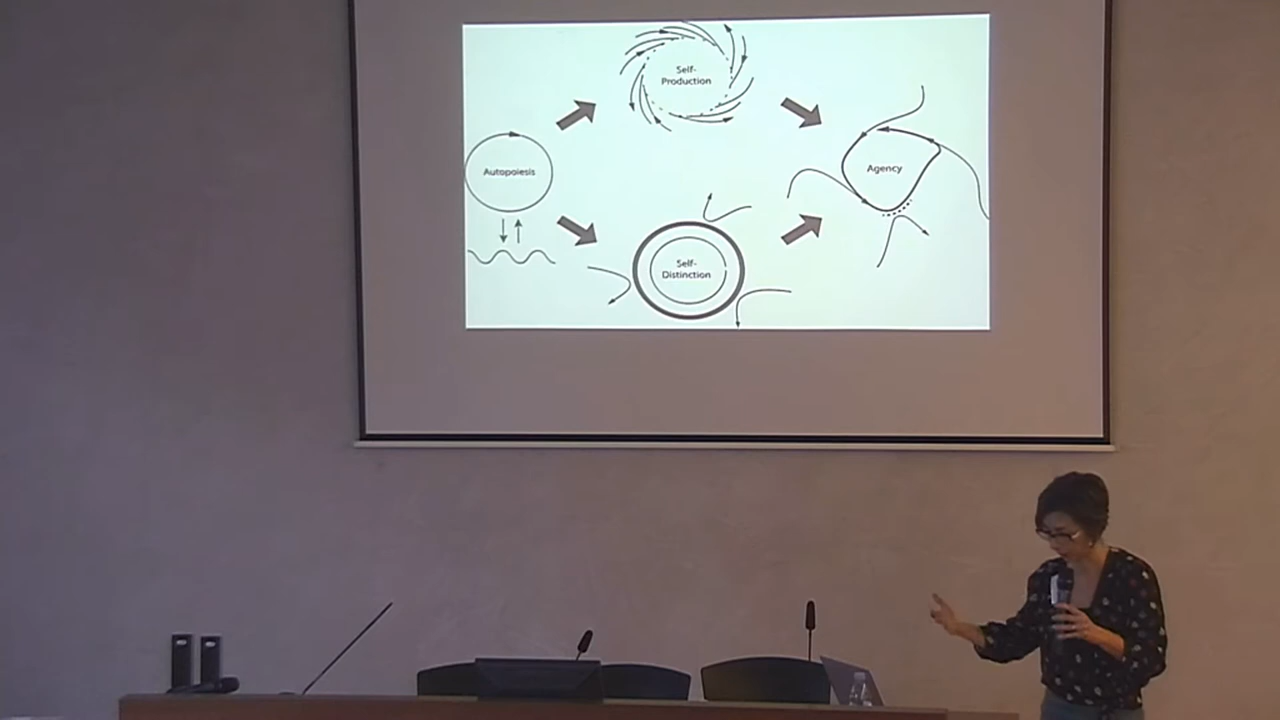 Self-
Production
Autopoiesis
Agency
Self-
Distinction